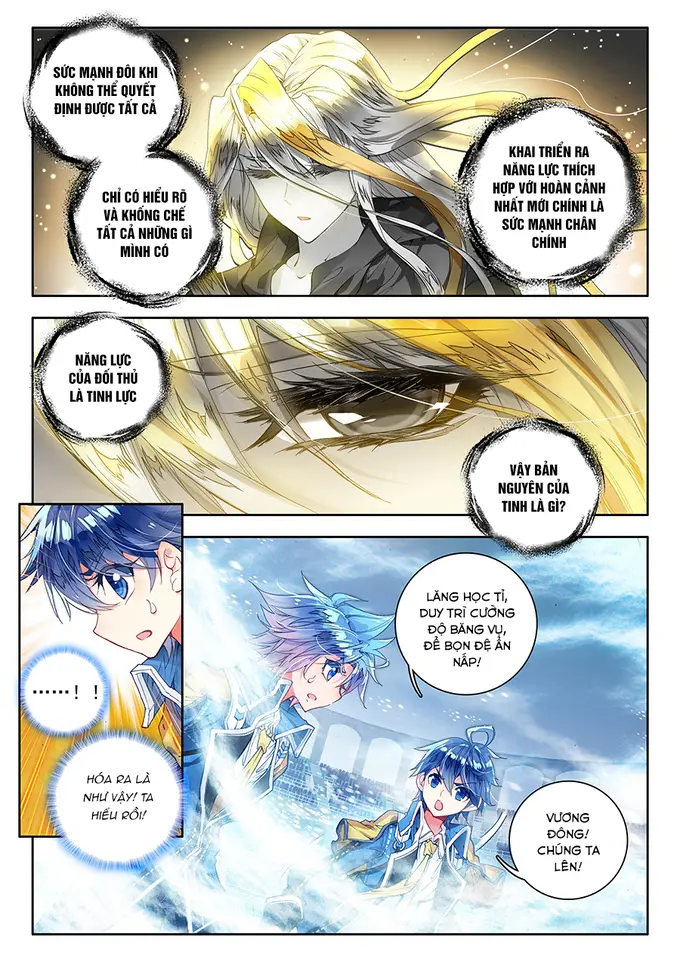 SỨC MẠNH ĐÔI KHI
KHÔNG THỂ QUYẾT
ĐỊNH ĐƯỢC TẤT CẢ
CHỈ CÓ HIỂU RÕ
VÀ KHỐNG CHẾ
TẤT CẢ NHỮNG GÌ
MÌNH CÓ
KHAI TRIỂN RA
NĂNG LỰC THÍCH
HỢP VỚI HOÀN CẢNH
NHẤT MỚI CHÍNH LÀ
SỨC MẠNH CHÂN
CHÍNH
NĂNG LỰC
CỦA ĐỐI THỦ
LÀ TINH LỰC
VẬY BẢN
NGUYÊN CỦA
TINH LÀ GÌ?
......! !
HÓA RA LÀ
NHƯ VẬY! TA
HIỂU RỒI!
LĂNG HỌC TỈ,
DUY TRÌ CƯỜNG
ĐỘ BĂNG VỤ,
ĐỂ BỌN ĐỆ ẨN
NẤP!
VƯƠNG
ĐÔNG!
CHÚNG TA
LÊN!